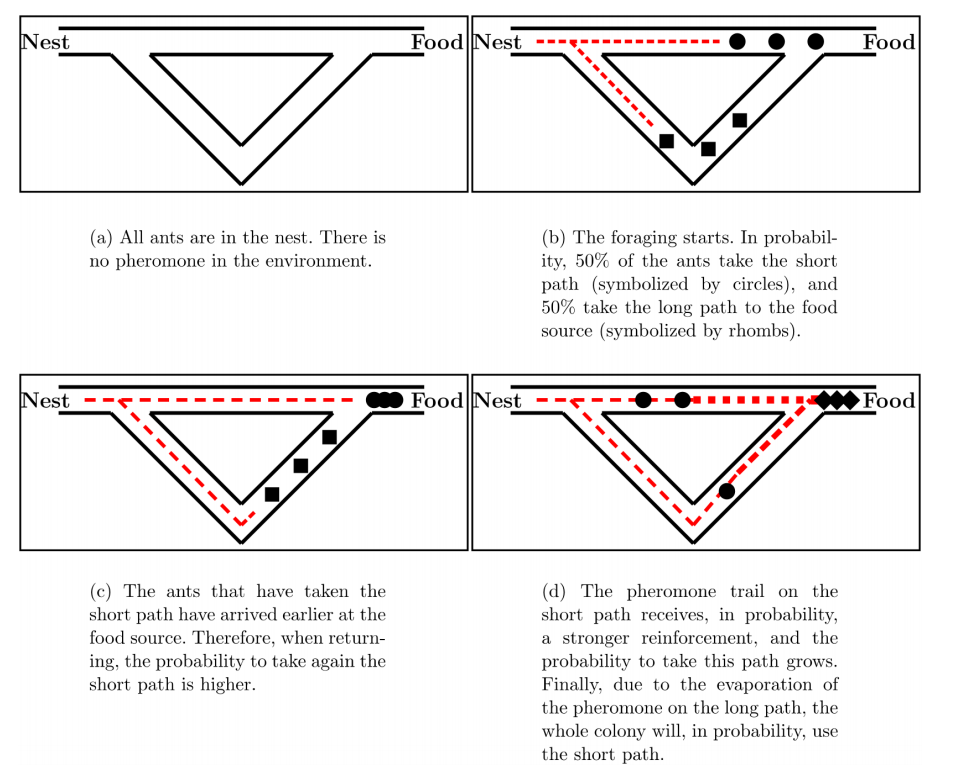 Nest
Food
Nest
Food
(a) All ants are in the nest. There is
no pheromone in the environment.
(b) The foraging starts. In probabil-
ity, 50% of the ants take the short
path (symbolized by circles), and
50% take the long path to the food
source (symbolized by rhombs).
Nest
Food
Nest
Food
(c) The ants that have taken the
short path have arrived earlier at the
food source. Therefore, when return-
ing, the probability to take again the
short path is higher.
(d) The pheromone trail on the
short path receives, in probability,
a stronger reinforcement, and the
probability to take this path grows.
Finally, due to the evaporation of
the pheromone on the long path, the
whole colony will, in probability, use
the short path.